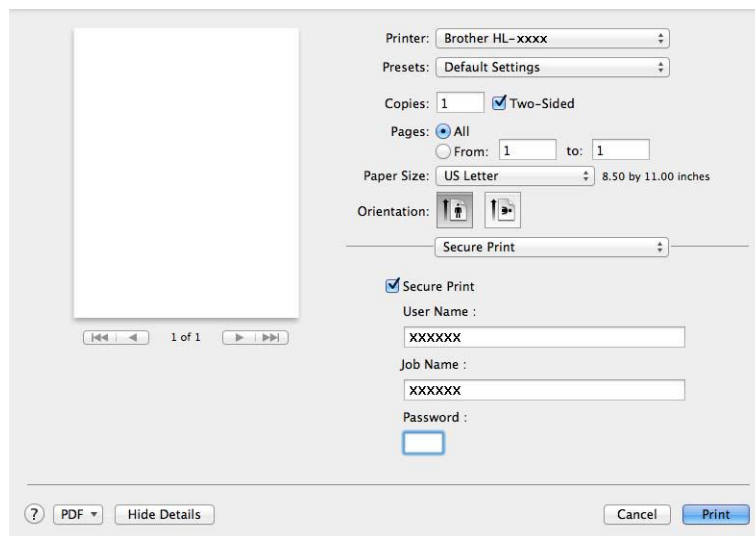 Printer: Brother HL-xxxx
Presets: Default Settings
Copies: 1 Two-Sided
Pages: All
From: 1 to: 1
Paper Size: US Letter 8.50 by 11.00 inches
Orientation:
Secure Print
Secure Print
User Name :
XXXXXX
Job Name :
XXXXXX
Password :
1 of 1
? PDF Hide Details Cancel Print